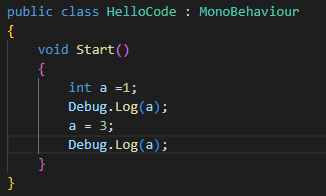 public class HelloCode : MonoBehaviour
{
    void Start()
    {
        int a =1;
        Debug.Log(a);
        a = 3;
        Debug.Log(a);
    }
}